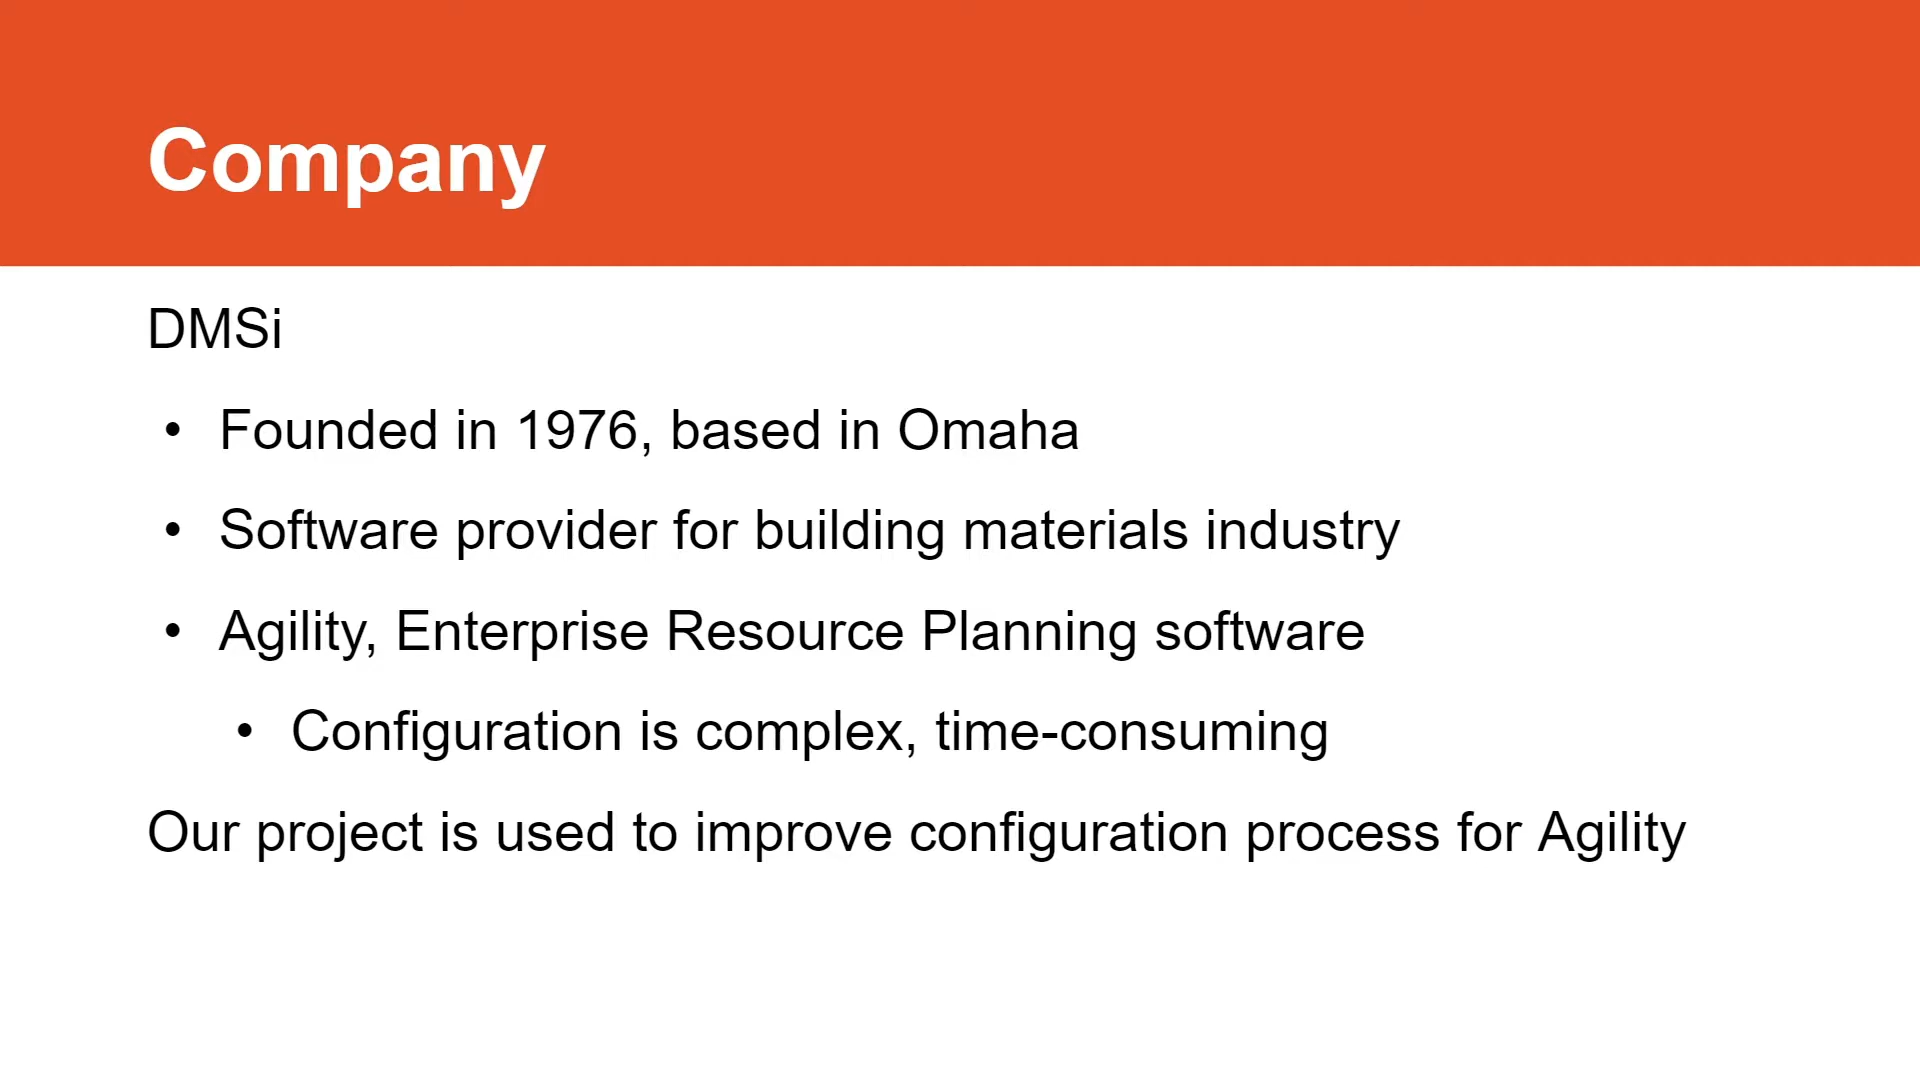 Company
DMSi
• Founded in 1976, based in Omaha
• Software provider for building materials industry
• Agility, Enterprise Resource Planning software
• Configuration is complex, time-consuming
Our project is used to improve configuration process for Agility